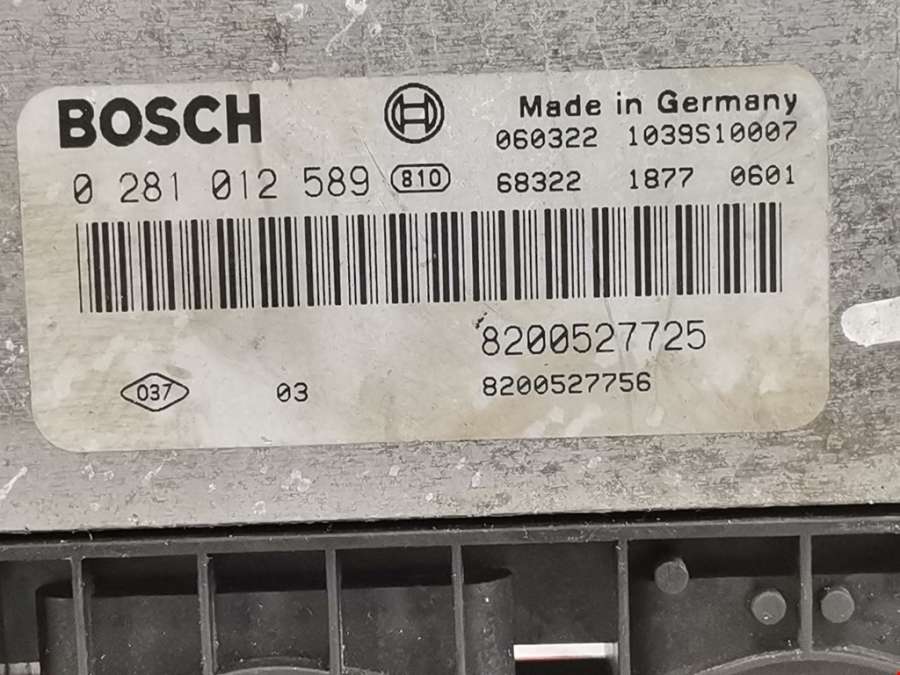 BOSCH Made in Germany
060322 1039S10007
0 281 012 589 810 68322 1877 0601
8200527725
037 03 8200527756